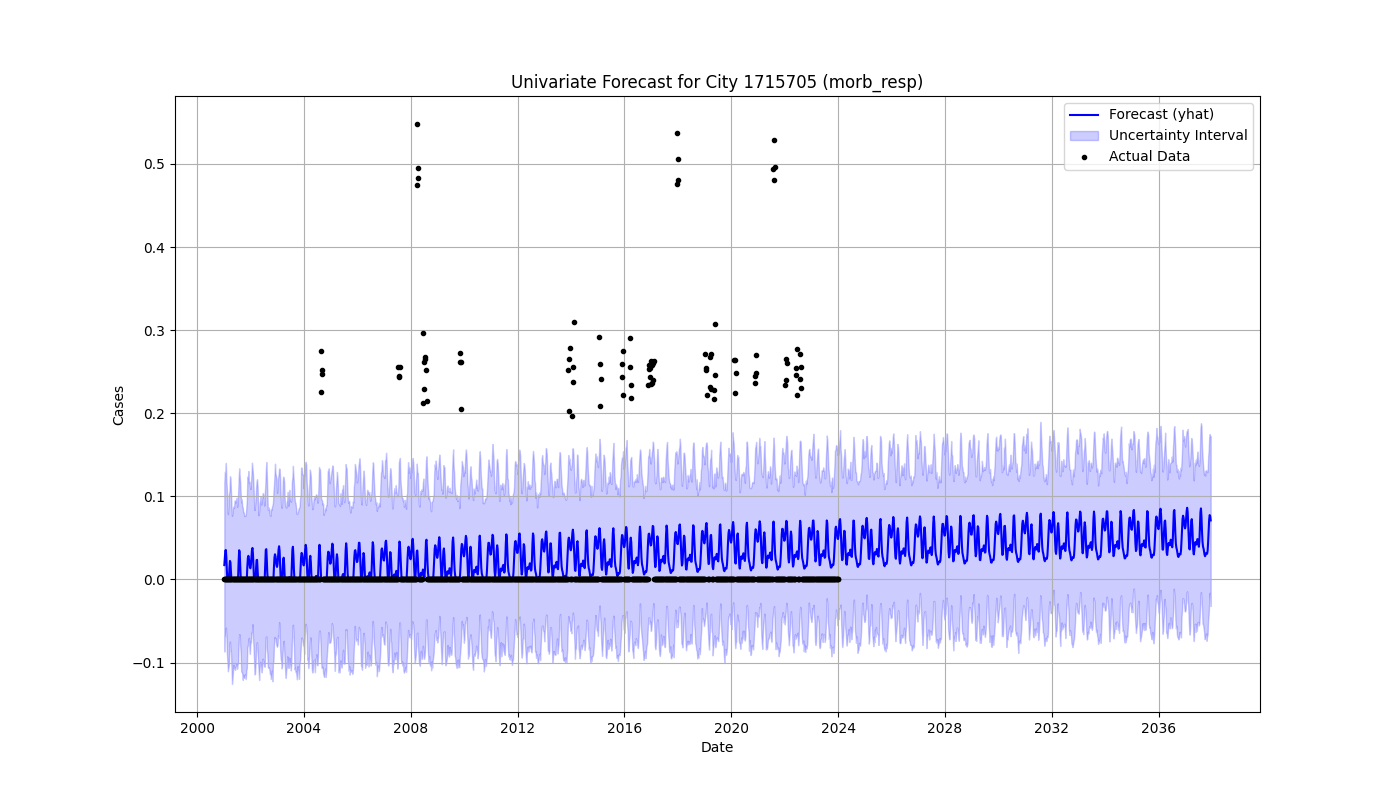 Univariate Forecast for City 1715705 (morb_resp)
Forecast (yhat)
Uncertainty Interval
Actual Data
Cases
0.5
0.4
0.3
0.2
0.1
0.0
−0.1
2000 2004 2008 2012 2016 2020 2024 2028 2032 2036
Date